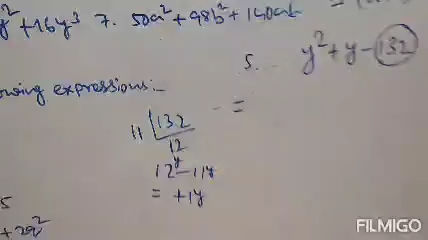 y² + 16y³ 7. 50a² + 98b² + 140ab
5. y² + y - 132
owing expressions:-
11 | 132 =
12
12y - 11y
= +1y
5
+ 2a²
FILMIGO